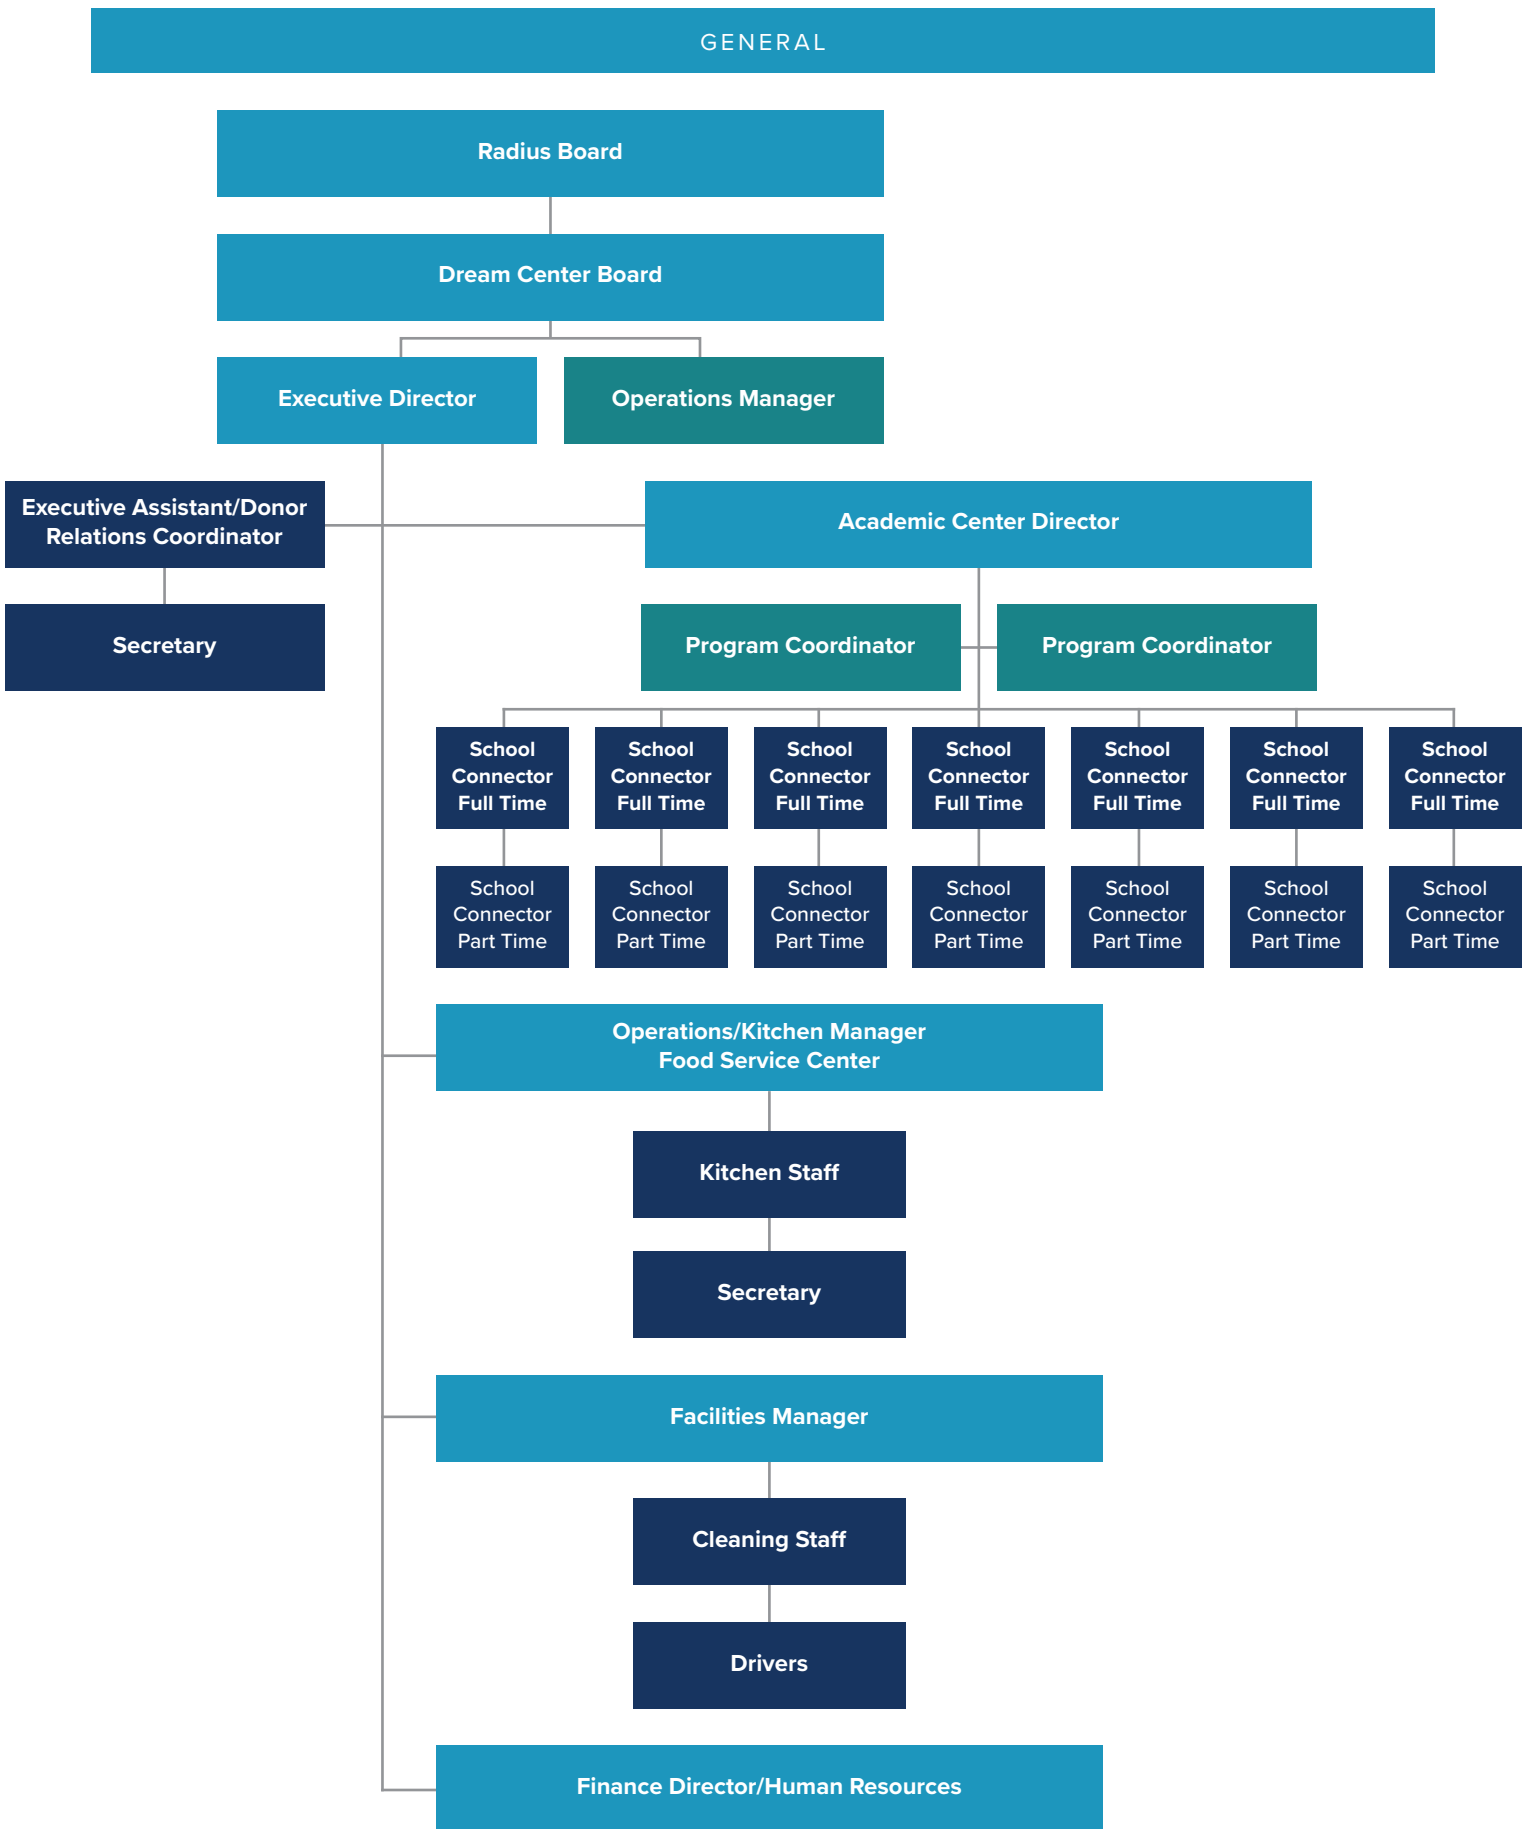 GENERAL
Radius Board
Dream Center Board
Executive Director
Operations Manager
Executive Assistant/Donor
Relations Coordinator
Academic Center Director
Secretary
Program Coordinator
Program Coordinator
School
Connector
Full Time
School
Connector
Full Time
School
Connector
Full Time
School
Connector
Full Time
School
Connector
Full Time
School
Connector
Full Time
School
Connector
Full Time
School
Connector
Part Time
School
Connector
Part Time
School
Connector
Part Time
School
Connector
Part Time
School
Connector
Part Time
School
Connector
Part Time
School
Connector
Part Time
Operations/Kitchen Manager
Food Service Center
Kitchen Staff
Secretary
Facilities Manager
Cleaning Staff
Drivers
Finance Director/Human Resources